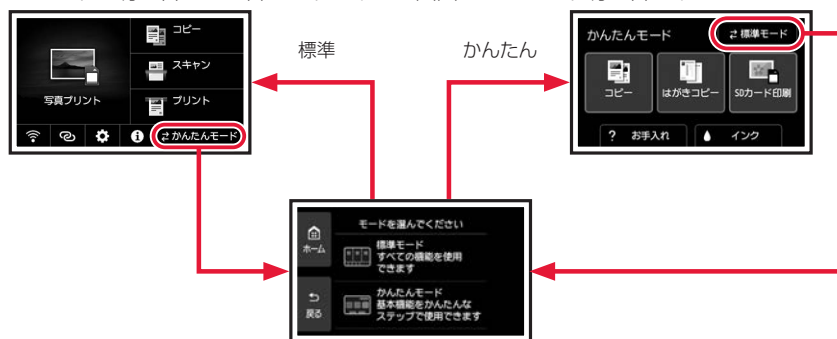 コピー
スキャン
写真プリント
プリント
かんたんモード
標準
かんたん
かんたんモード
標準モード
コピー
はがきコピー
SDカード印刷
? お手入れ
インク
ホーム
戻る
モードを選んでください
標準モード
すべての機能を使用
できます
かんたんモード
基本機能をかんたんな
ステップで使用できます